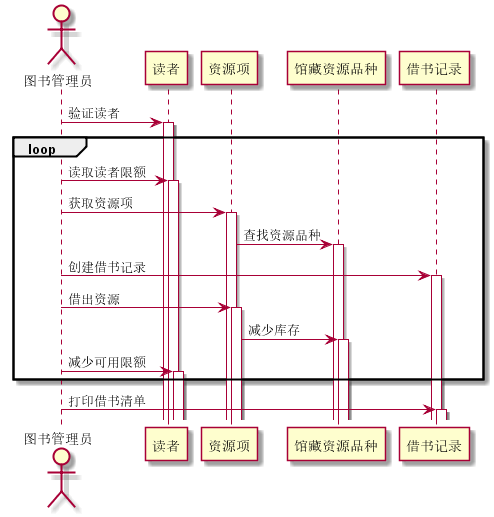 图书管理员
读者
资源项
馆藏资源品种
借书记录
验证读者
loop
读取读者限额
获取资源项
查找资源品种
创建借书记录
借出资源
减少库存
减少可用限额
打印借书清单
图书管理员
读者
资源项
馆藏资源品种
借书记录